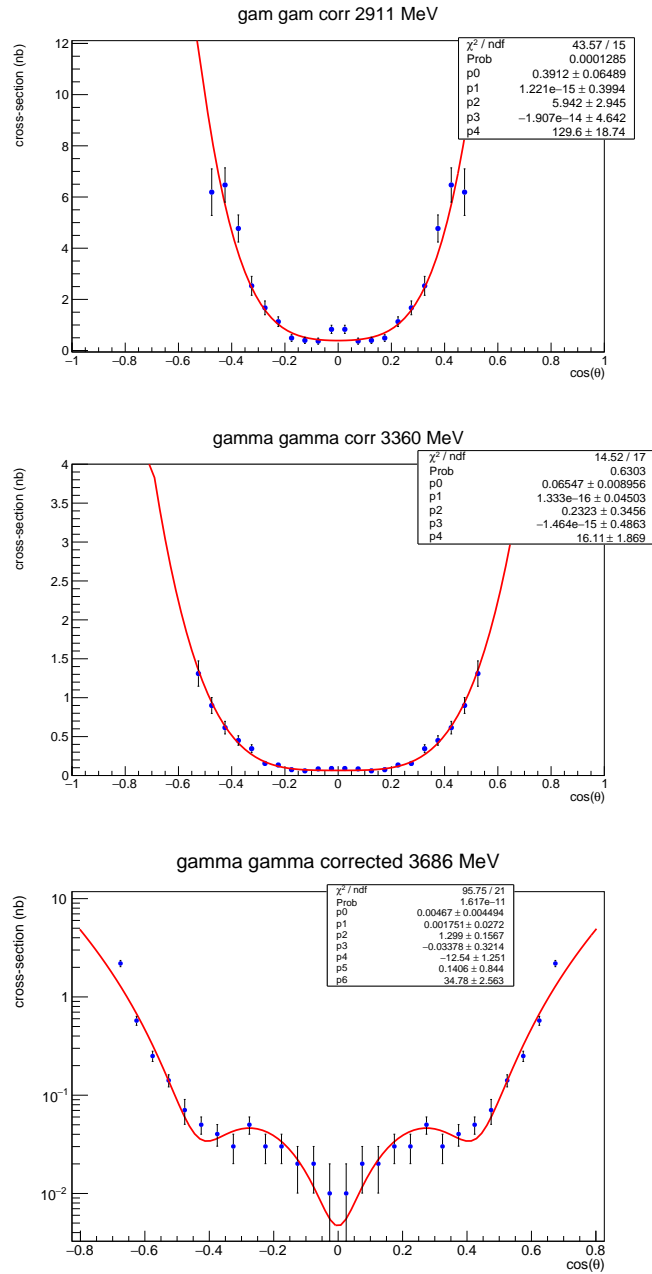 gam gam corr 2911 MeV
χ² / ndf 43.57 / 15
Prob 0.0001285
p0 0.3912 ± 0.06489
p1 1.221e−15 ± 0.3994
p2 5.942 ± 2.945
p3 −1.907e−14 ± 4.642
p4 129.6 ± 18.74
cross-section (nb)
12
10
8
6
4
2
0
−1 −0.8 −0.6 −0.4 −0.2 0 0.2 0.4 0.6 0.8 1
cos(θ)
gamma gamma corr 3360 MeV
χ² / ndf 14.52 / 17
Prob 0.6303
p0 0.06547 ± 0.008956
p1 1.333e−16 ± 0.04503
p2 0.2323 ± 0.3456
p3 −1.464e−15 ± 0.4863
p4 16.11 ± 1.869
cross-section (nb)
4
3.5
3
2.5
2
1.5
1
0.5
0
−1 −0.8 −0.6 −0.4 −0.2 0 0.2 0.4 0.6 0.8 1
cos(θ)
gamma gamma corrected 3686 MeV
χ² / ndf 95.75 / 21
Prob 1.617e−11
p0 0.00467 ± 0.004494
p1 0.001751 ± 0.0272
p2 1.299 ± 0.1567
p3 −0.03378 ± 0.3214
p4 −12.54 ± 1.251
p5 0.1406 ± 0.844
p6 34.78 ± 2.563
cross-section (nb)
10
1
10⁻¹
10⁻²
−0.8 −0.6 −0.4 −0.2 0 0.2 0.4 0.6 0.8
cos(θ)